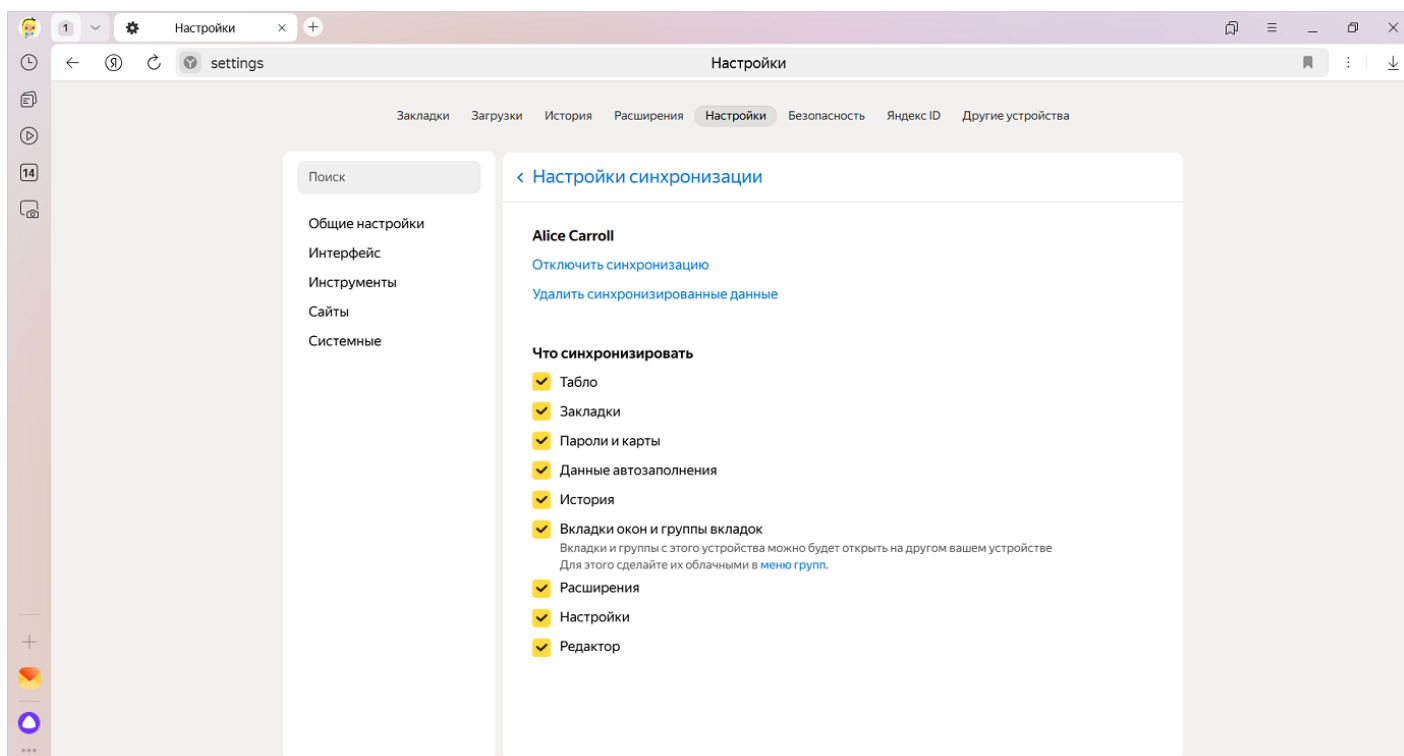 1
Настройки
Я
settings
Настройки
Закладки Загрузки История Расширения Настройки Безопасность Яндекс ID Другие устройства
14
Поиск
Общие настройки
Интерфейс
Инструменты
Сайты
Системные
Настройки синхронизации
Alice Carroll
Отключить синхронизацию
Удалить синхронизированные данные
Что синхронизировать
Табло
Закладки
Пароли и карты
Данные автозаполнения
История
Вкладки окон и группы вкладок
Вкладки и группы с этого устройства можно будет открыть на другом вашем устройстве
Для этого сделайте их облачными в меню групп.
Расширения
Настройки
Редактор